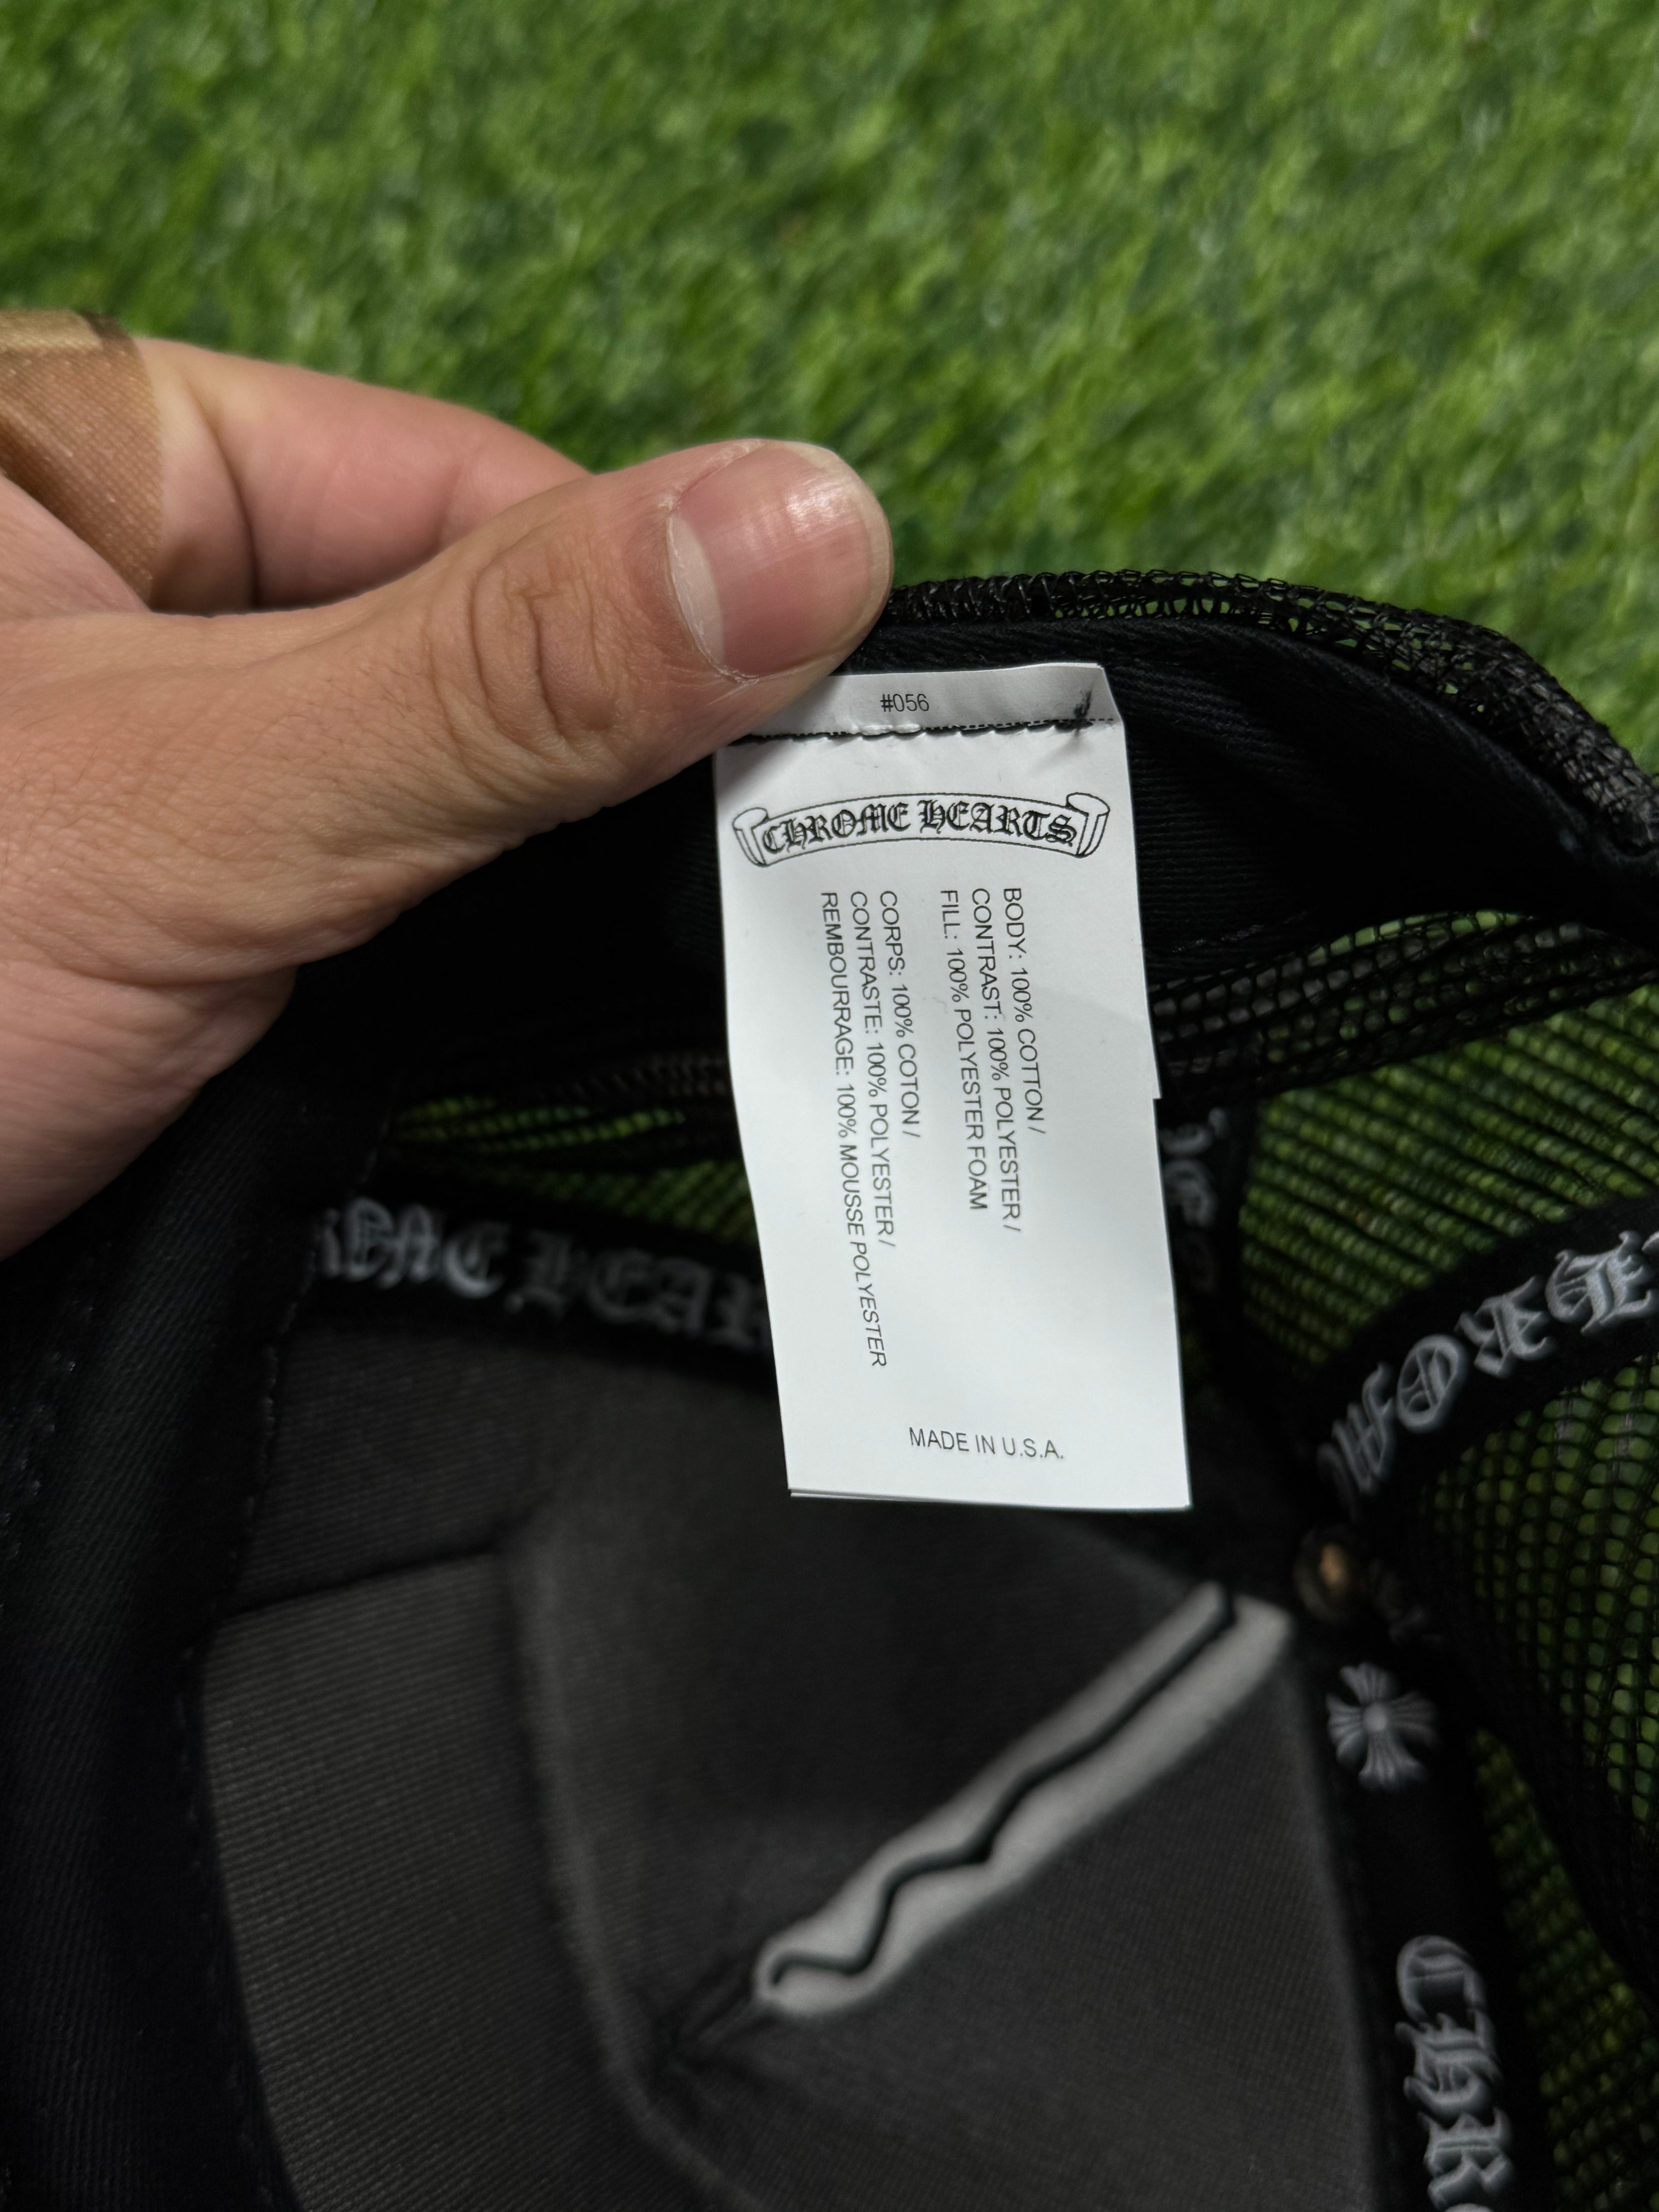 #056
CHROME HEARTS
BODY: 100% COTTON /
CONTRAST: 100% POLYESTER /
FILL: 100% POLYESTER FOAM
CORPS: 100% COTON /
CONTRASTE: 100% POLYESTER /
REMBOURRAGE: 100% MOUSSE POLYESTER
MADE IN U.S.A.